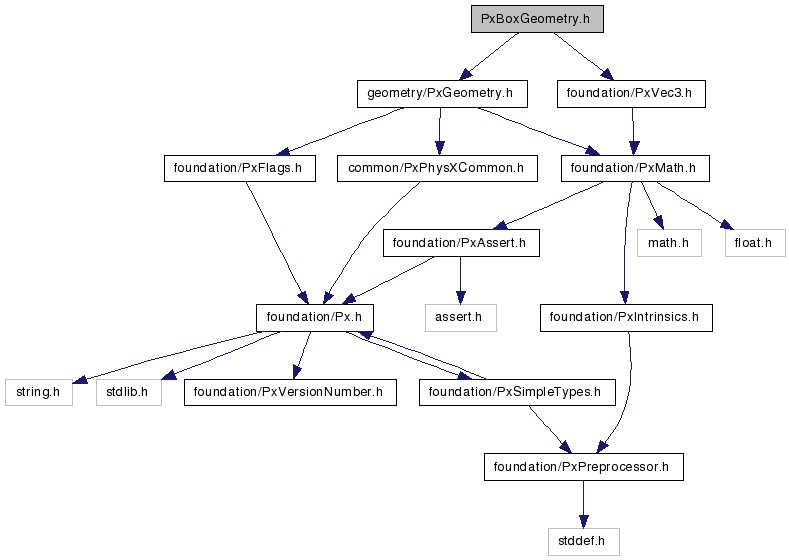 PxBoxGeometry.h
geometry/PxGeometry.h
foundation/PxVec3.h
foundation/PxFlags.h
common/PxPhysXCommon.h
foundation/PxMath.h
foundation/PxAssert.h
math.h
float.h
foundation/Px.h
assert.h
foundation/PxIntrinsics.h
string.h
stdlib.h
foundation/PxVersionNumber.h
foundation/PxSimpleTypes.h
foundation/PxPreprocessor.h
stddef.h